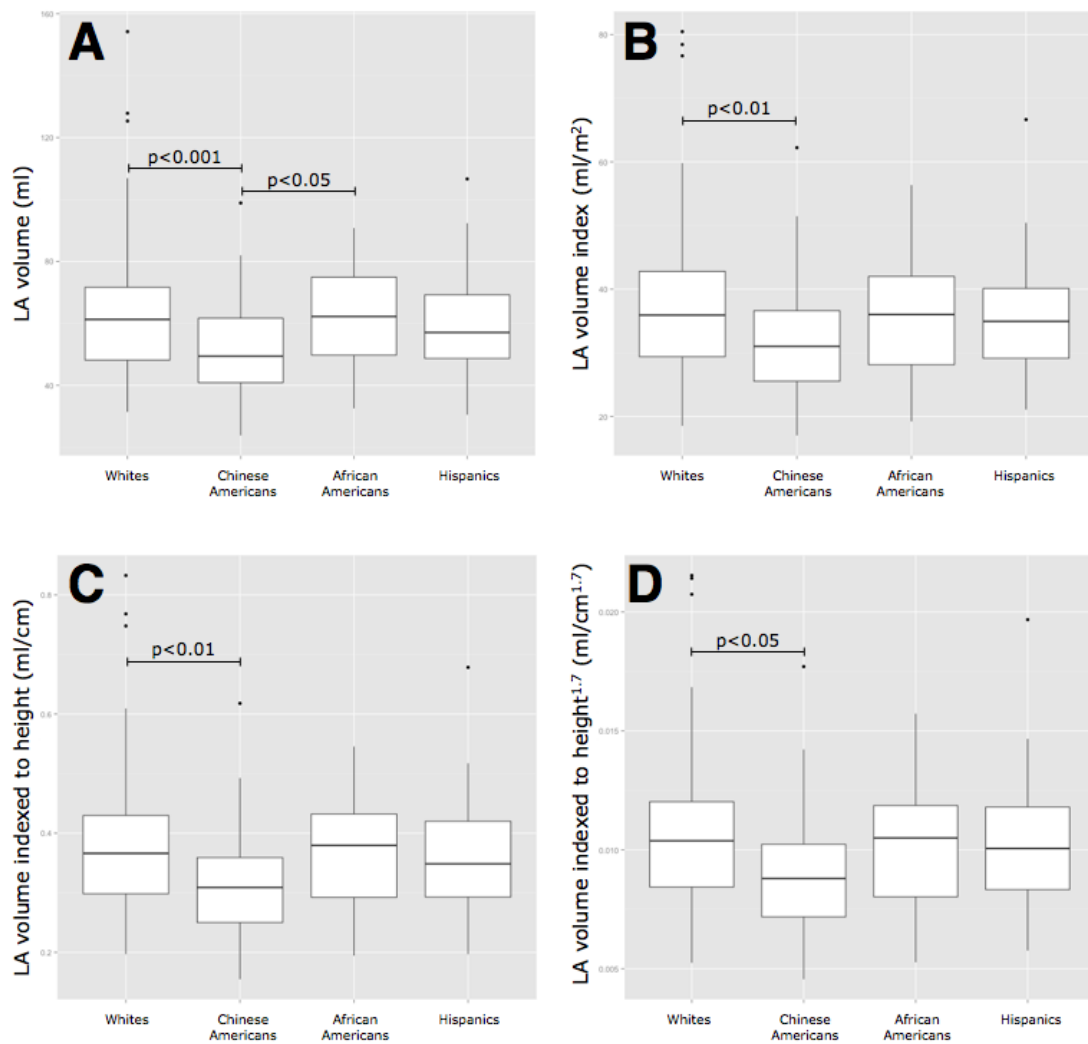 A
LA volume (ml)
160
120
80
40
p<0.001
p<0.05
Whites
Chinese
Americans
African
Americans
Hispanics
B
LA volume index (ml/m²)
80
60
40
20
p<0.01
Whites
Chinese
Americans
African
Americans
Hispanics
C
LA volume indexed to height (ml/cm)
0.8
0.6
0.4
0.2
p<0.01
Whites
Chinese
Americans
African
Americans
Hispanics
D
LA volume indexed to height¹·⁷ (ml/cm¹·⁷)
0.020
0.015
0.010
0.005
p<0.05
Whites
Chinese
Americans
African
Americans
Hispanics